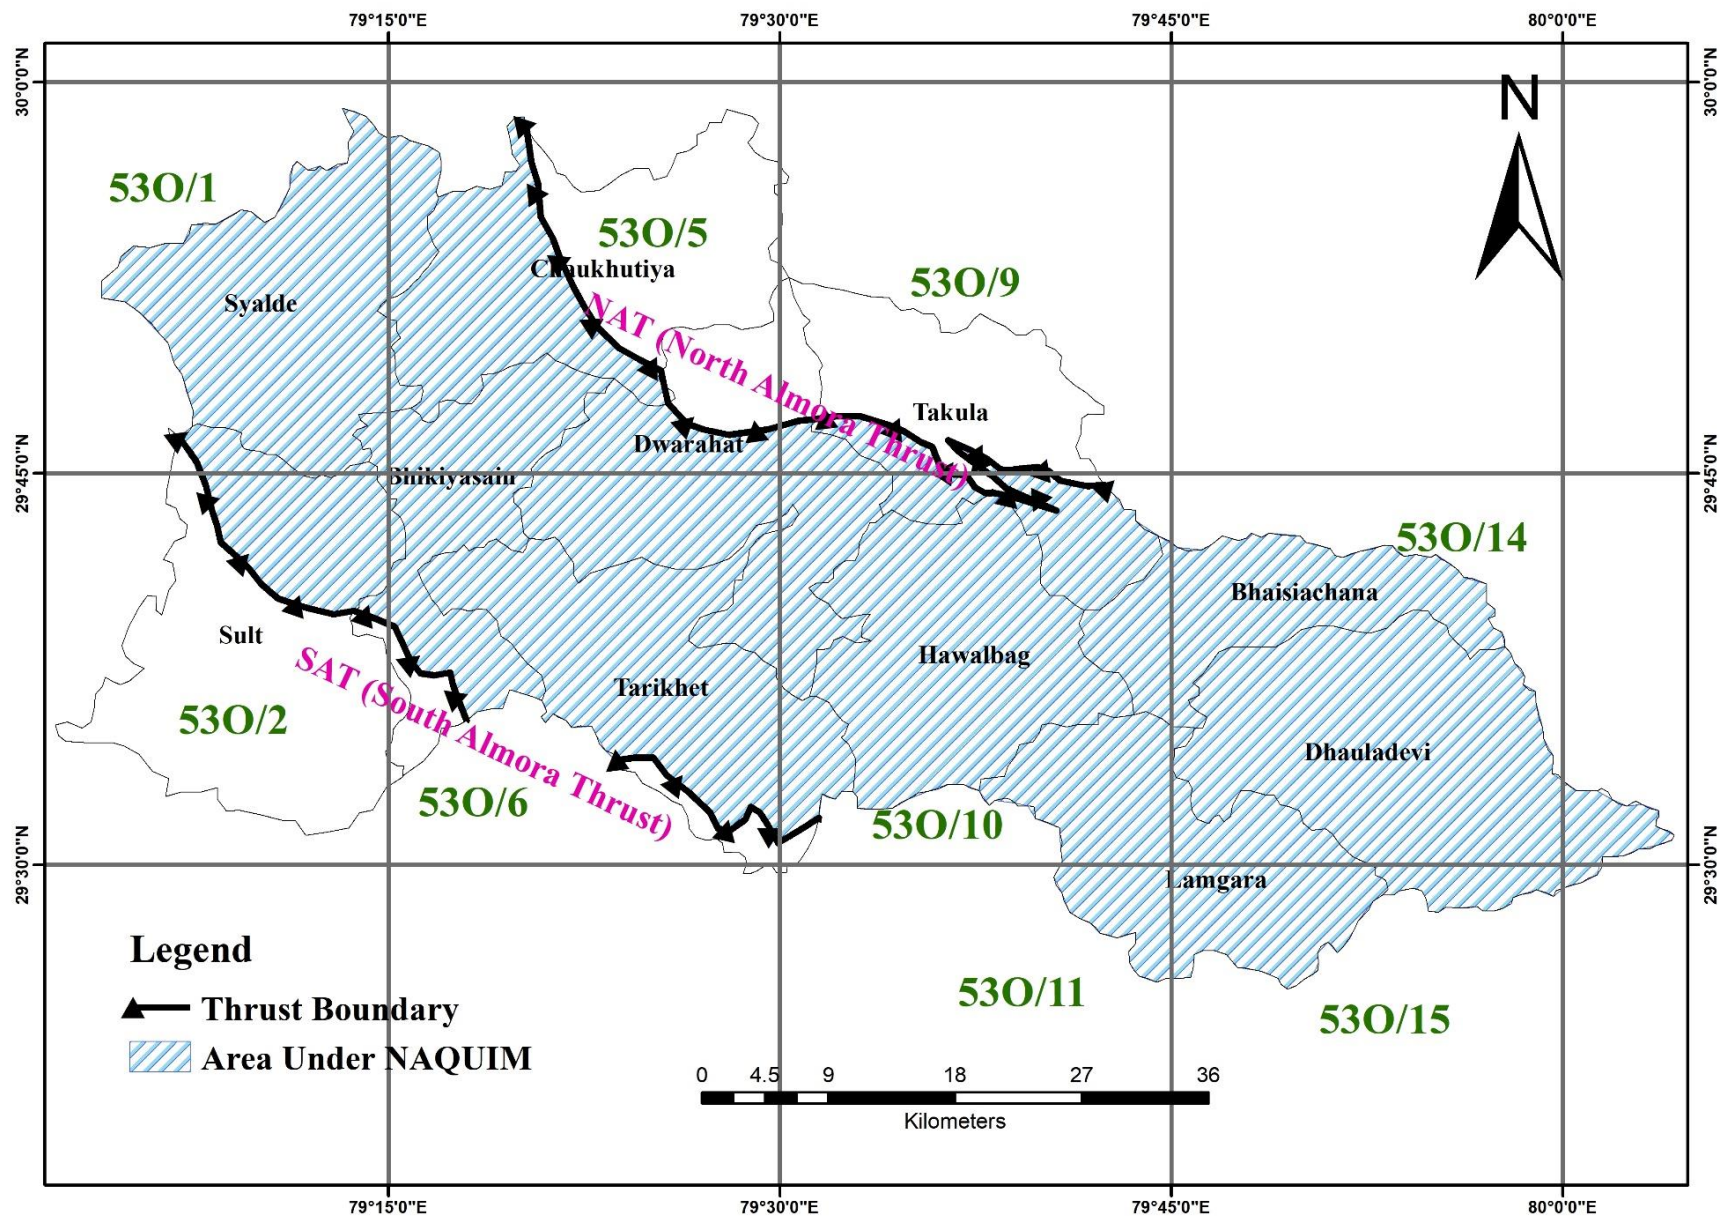 79°15'0"E 79°30'0"E 79°45'0"E 80°0'0"E
30°0'0"N 30°0'0"N
N
53O/1
53O/5
Chaukhutiya
53O/9
Syalde
NAT (North Almora Thrust)
Takula
Dwarahat
29°45'0"N 29°45'0"N
Bhikiyasain
53O/14
Bhaisiachana
Sult
Hawalbag
SAT (South Almora Thrust)
Tarikhet
53O/2
Dhauladevi
53O/6
53O/10
29°30'0"N 29°30'0"N
Lamgara
Legend
53O/11
Thrust Boundary
53O/15
Area Under NAQUIM
0 4.5 9 18 27 36
Kilometers
79°15'0"E 79°30'0"E 79°45'0"E 80°0'0"E